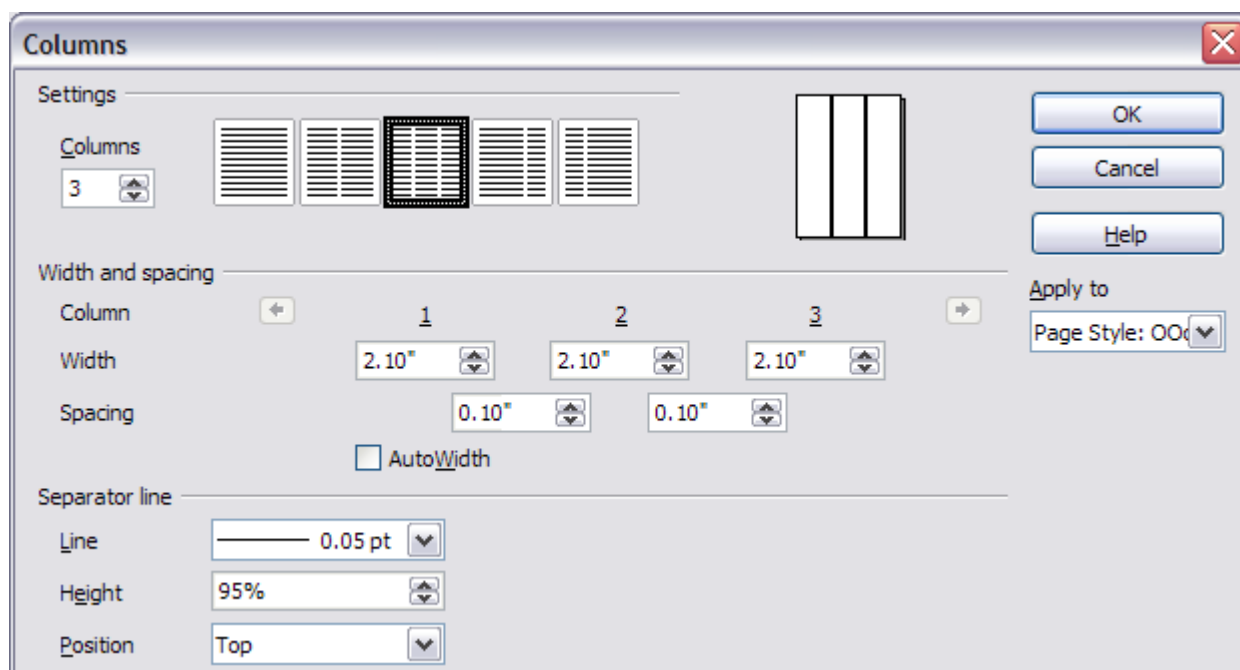 Columns
Settings
Columns
3
OK
Cancel
Help
Width and spacing
Apply to
Page Style: OO
Column 1 2 3
Width 2.10" 2.10" 2.10"
Spacing 0.10" 0.10"
AutoWidth
Separator line
Line 0.05 pt
Height 95%
Position Top